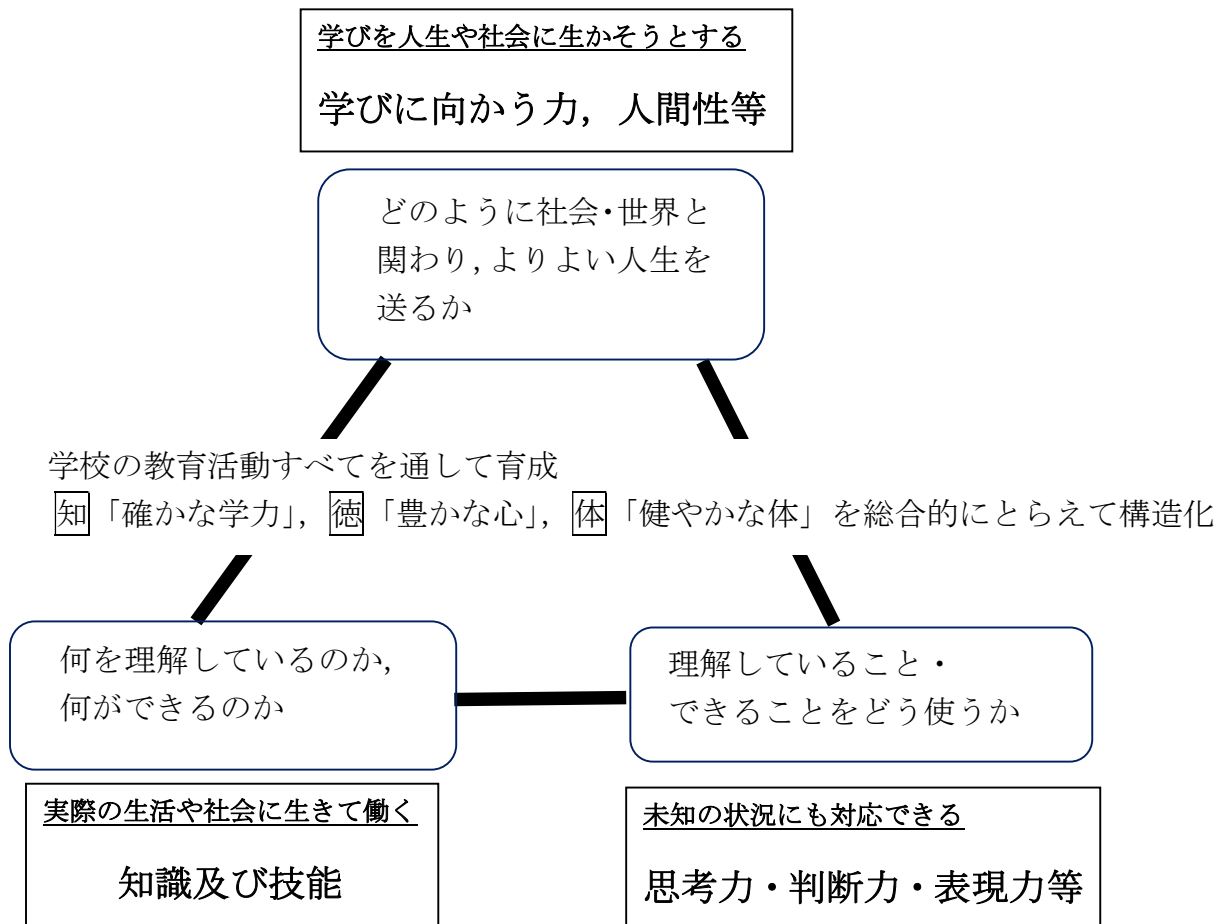 学びを人生や社会に生かそうとする
学びに向かう力，人間性等
どのように社会・世界と
関わり，よりよい人生を
送るか
学校の教育活動すべてを通して育成
知「確かな学力」，徳「豊かな心」，体「健やかな体」を総合的にとらえて構造化
何を理解しているのか，
何ができるのか
理解していること・
できることをどう使うか
実際の生活や社会に生きて働く
知識及び技能
未知の状況にも対応できる
思考力・判断力・表現力等